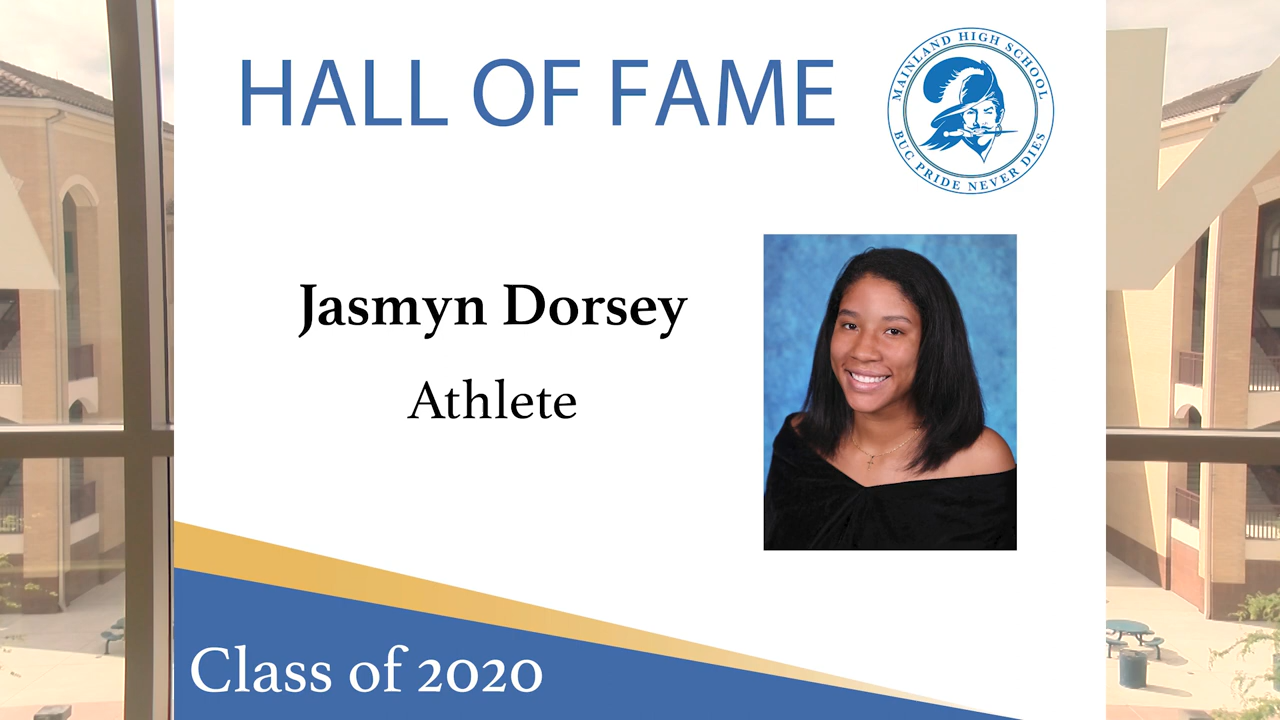 HALL OF FAME
MAINLAND HIGH SCHOOL
BUC PRIDE NEVER DIES
Jasmyn Dorsey
Athlete
Class of 2020